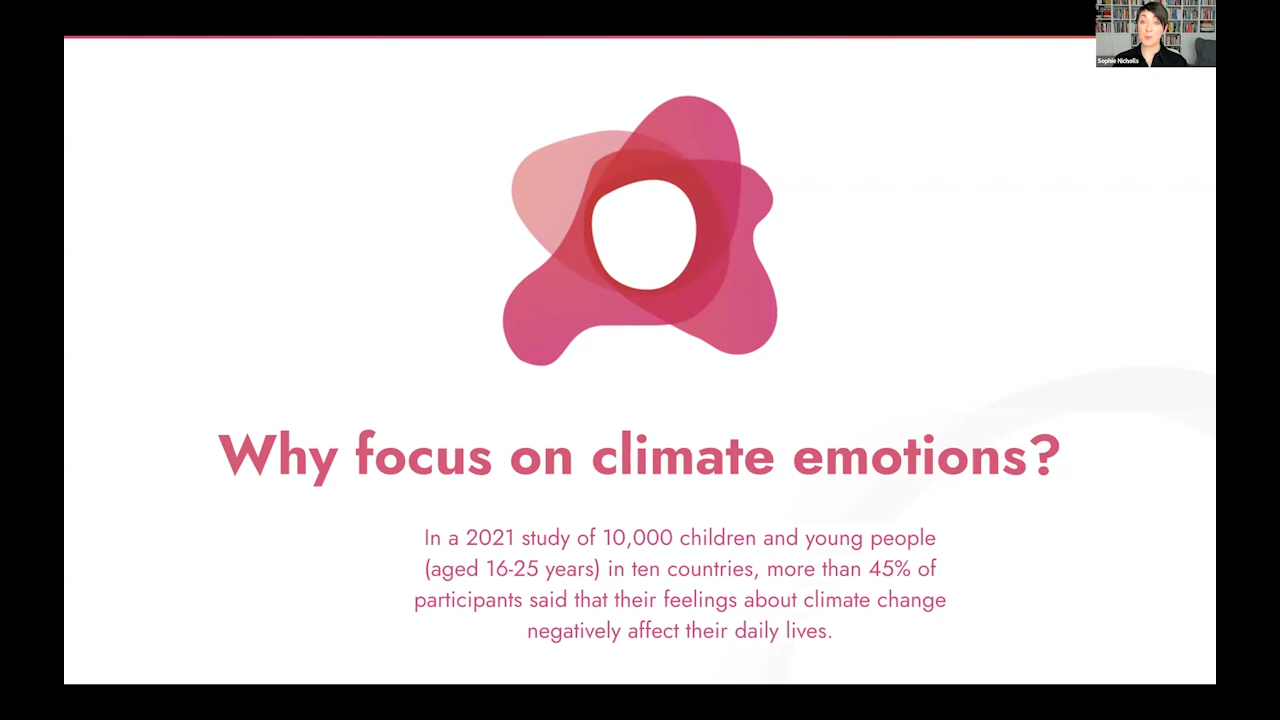 Sophie Nicholls
Why focus on climate emotions?
In a 2021 study of 10,000 children and young people
(aged 16-25 years) in ten countries, more than 45% of
participants said that their feelings about climate change
negatively affect their daily lives.